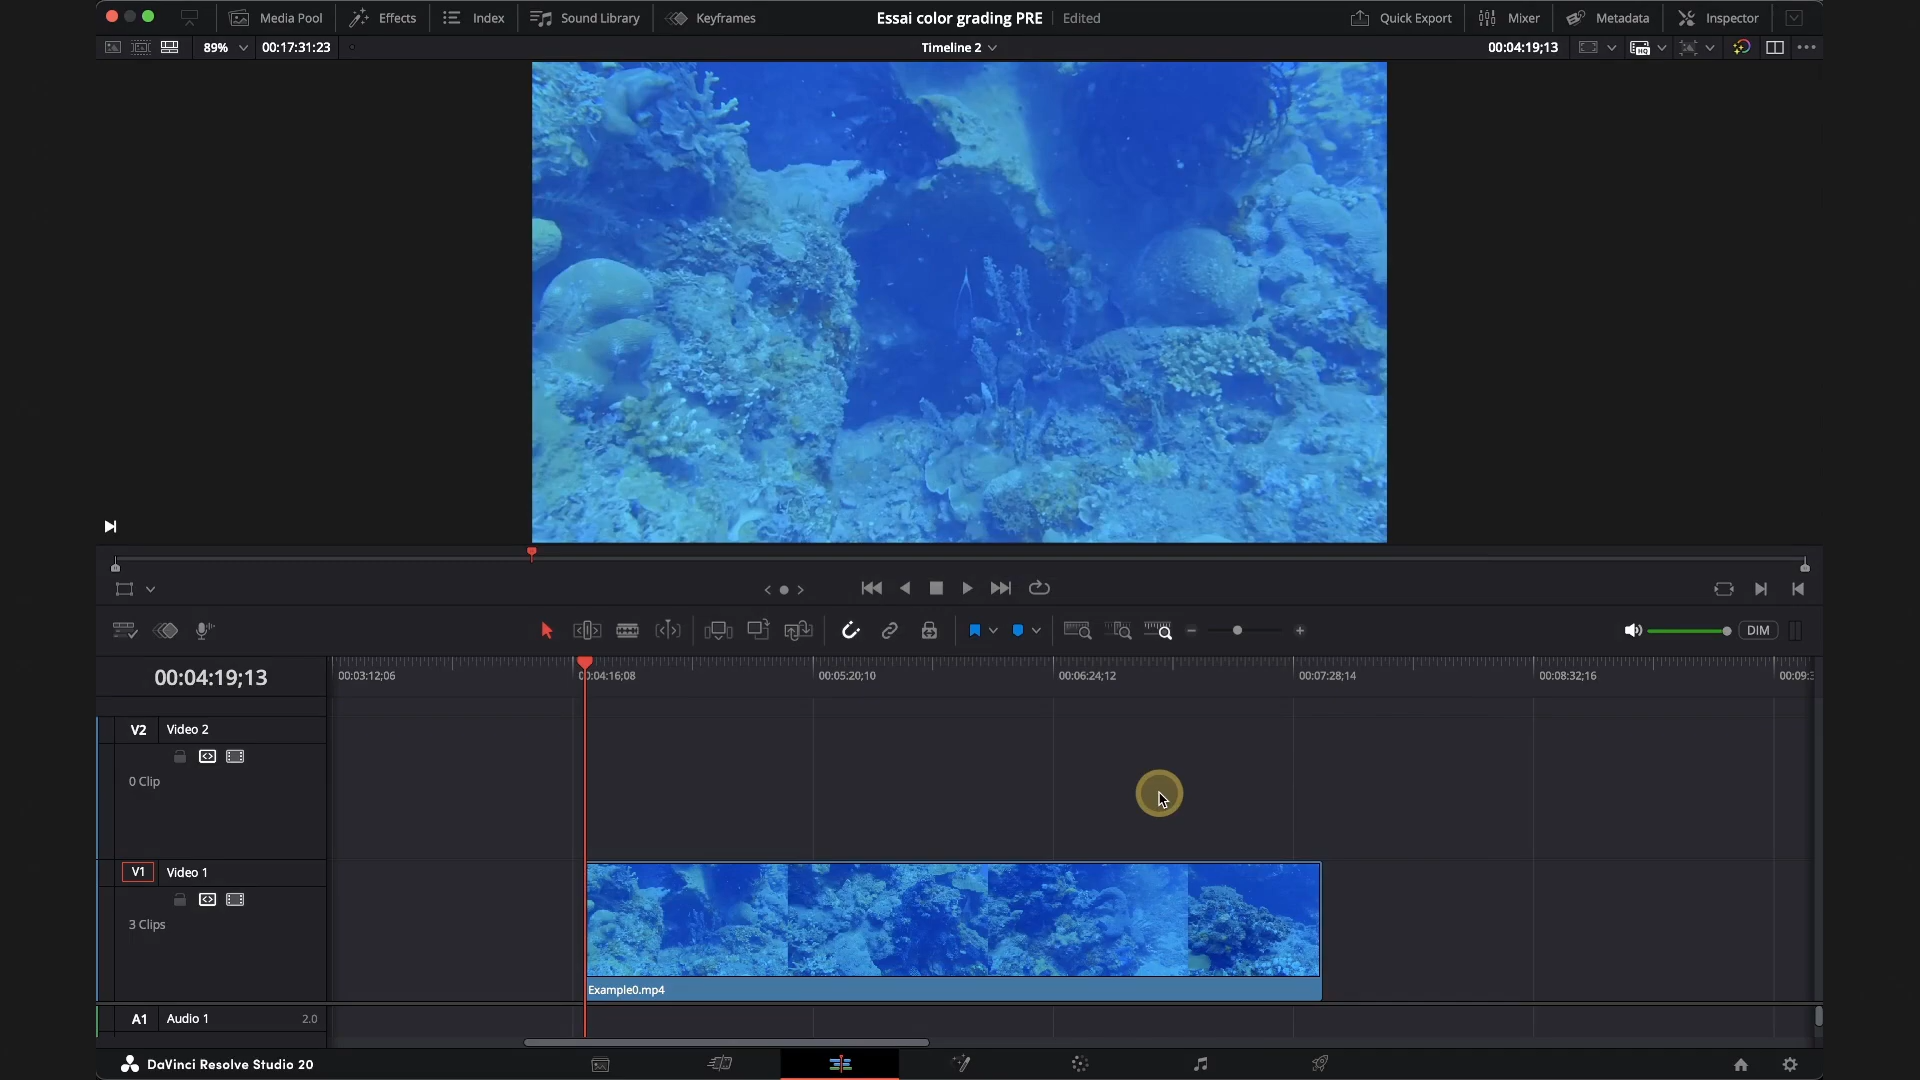 Media Pool
Effects
Index
Sound Library
Keyframes
Essai color grading PRE
Edited
Quick Export
Mixer
Metadata
Inspector
89%
00:17:31:23
Timeline 2
00:04:19;13
HQ
DIM
00:04:19;13
00:03:12;06
00:04:16;08
00:05:20;10
00:06:24;12
00:07:28;14
00:08:32;16
00:09:3
V2
Video 2
0 Clip
V1
Video 1
3 Clips
Example0.mp4
A1
Audio 1
2.0
DaVinci Resolve Studio 20